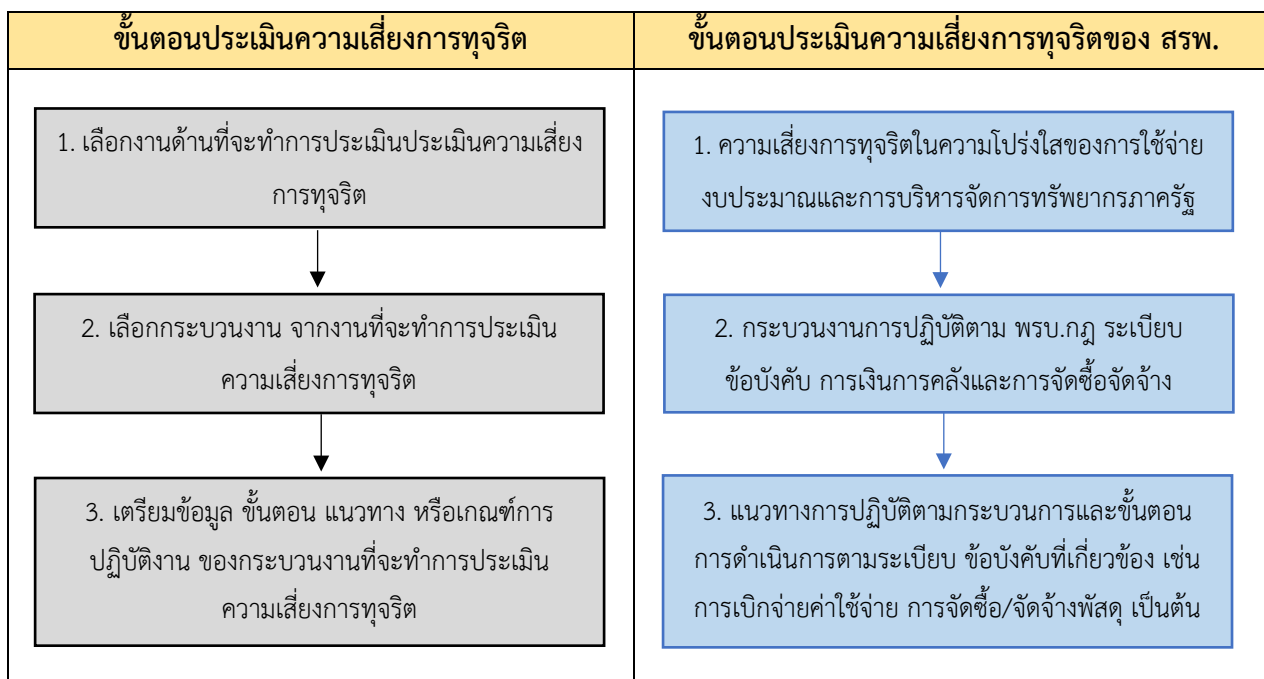 ขั้นตอนประเมินความเสี่ยงการทุจริต
ขั้นตอนประเมินความเสี่ยงการทุจริตของ สรพ.
1. เลือกงานด้านที่จะทำการประเมินประเมินความเสี่ยง
การทุจริต
2. เลือกกระบวนงาน จากงานที่จะทำการประเมิน
ความเสี่ยงการทุจริต
3. เตรียมข้อมูล ขั้นตอน แนวทาง หรือเกณฑ์การ
ปฏิบัติงาน ของกระบวนงานที่จะทำการประเมิน
ความเสี่ยงการทุจริต
1. ความเสี่ยงการทุจริตในความโปร่งใสของการใช้จ่าย
งบประมาณและการบริหารจัดการทรัพยากรภาครัฐ
2. กระบวนงานการปฏิบัติตาม พรบ.กฎ ระเบียบ
ข้อบังคับ การเงินการคลังและการจัดซื้อจัดจ้าง
3. แนวทางการปฏิบัติตามกระบวนการและขั้นตอน
การดำเนินการตามระเบียบ ข้อบังคับที่เกี่ยวข้อง เช่น
การเบิกจ่ายค่าใช้จ่าย การจัดซื้อ/จัดจ้างพัสดุ เป็นต้น